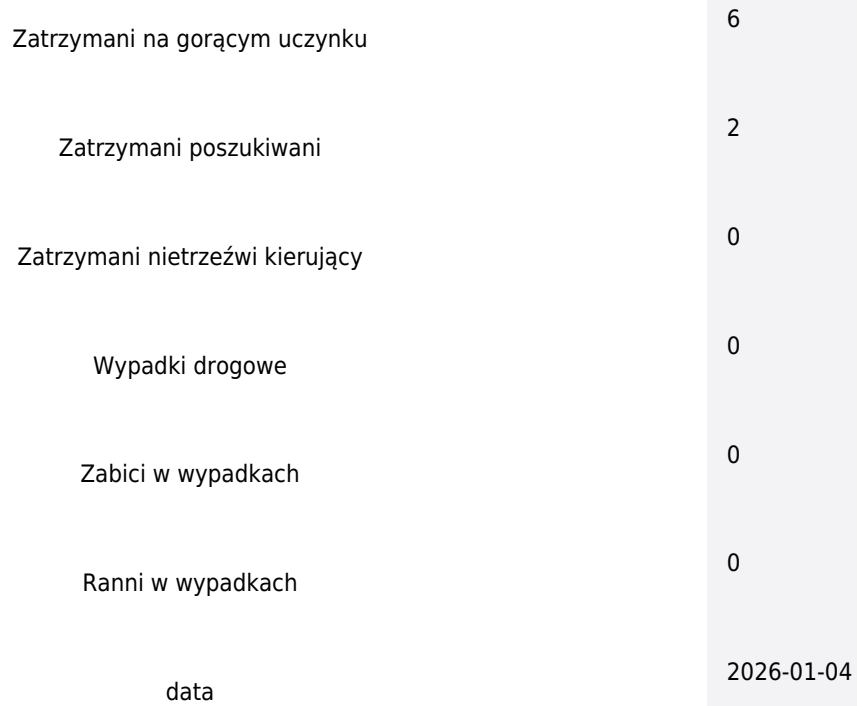 Zatrzymani na gorącym uczynku 6
Zatrzymani poszukiwani 2
Zatrzymani nietrzeźwi kierujący 0
Wypadki drogowe 0
Zabici w wypadkach 0
Ranni w wypadkach 0
data 2026-01-04